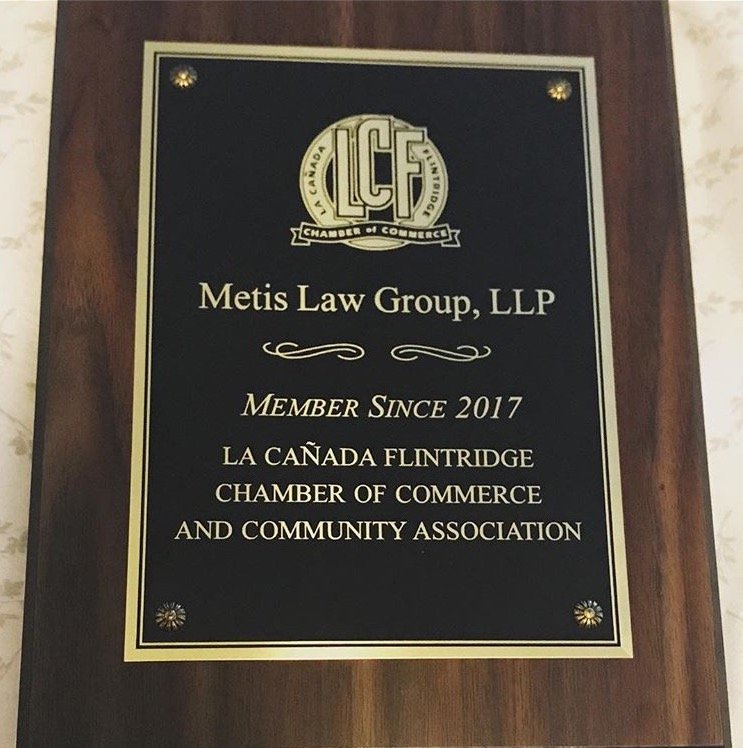 LCF
LA CAÑADA
FLINTRIDGE
CHAMBER of COMMERCE
Metis Law Group, LLP
MEMBER SINCE 2017
LA CAÑADA FLINTRIDGE
CHAMBER OF COMMERCE
AND COMMUNITY ASSOCIATION